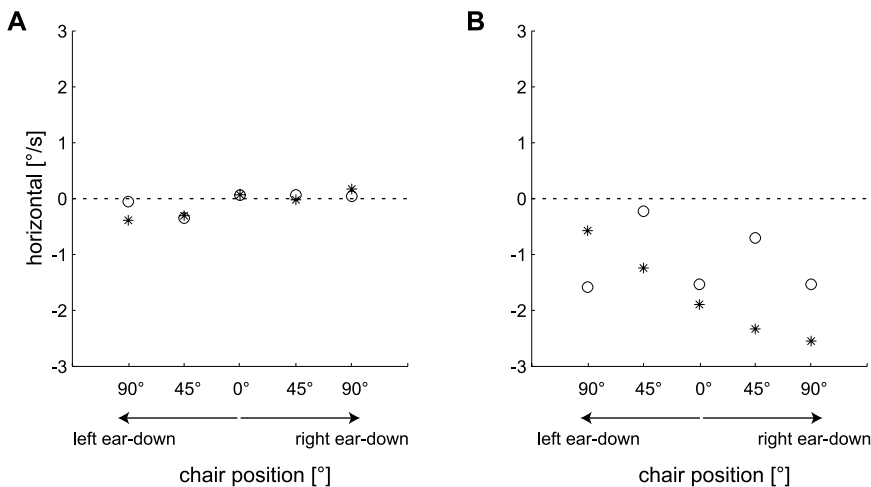 A
3
2
1
0
-1
-2
-3
horizontal [°/s]
90° 45° 0° 45° 90°
left ear-down right ear-down
chair position [°]
B
3
2
1
0
-1
-2
-3
90° 45° 0° 45° 90°
left ear-down right ear-down
chair position [°]